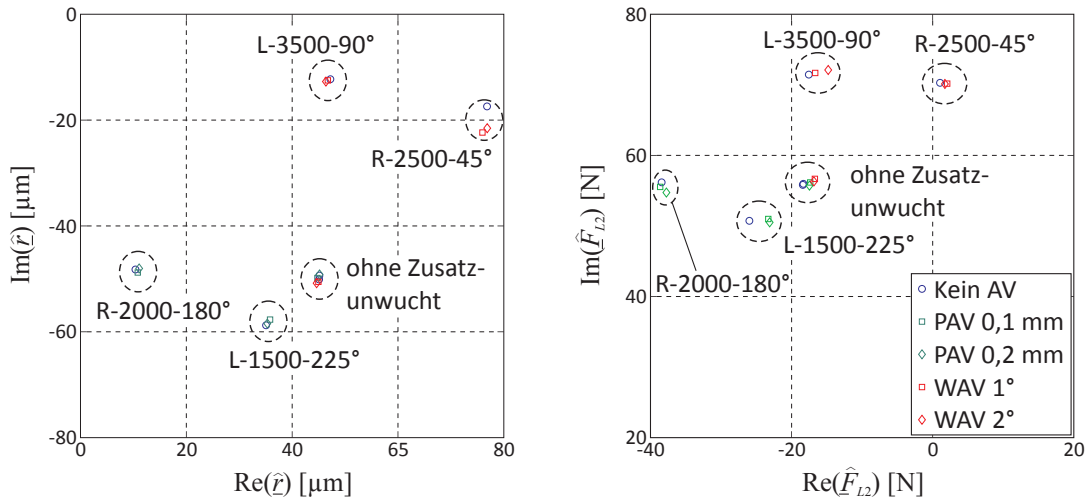 0
-20
-40
-60
-80
0
20
40
65
80
Im(r̂) [µm]
Re(r̂) [µm]
L-3500-90°
R-2500-45°
R-2000-180°
ohne Zusatz-
unwucht
L-1500-225°
80
60
40
20
-40
-20
0
20
Im(F̂L2) [N]
Re(F̂L2) [N]
L-3500-90°
R-2500-45°
ohne Zusatz-
unwucht
L-1500-225°
R-2000-180°
Kein AV
PAV 0,1 mm
PAV 0,2 mm
WAV 1°
WAV 2°